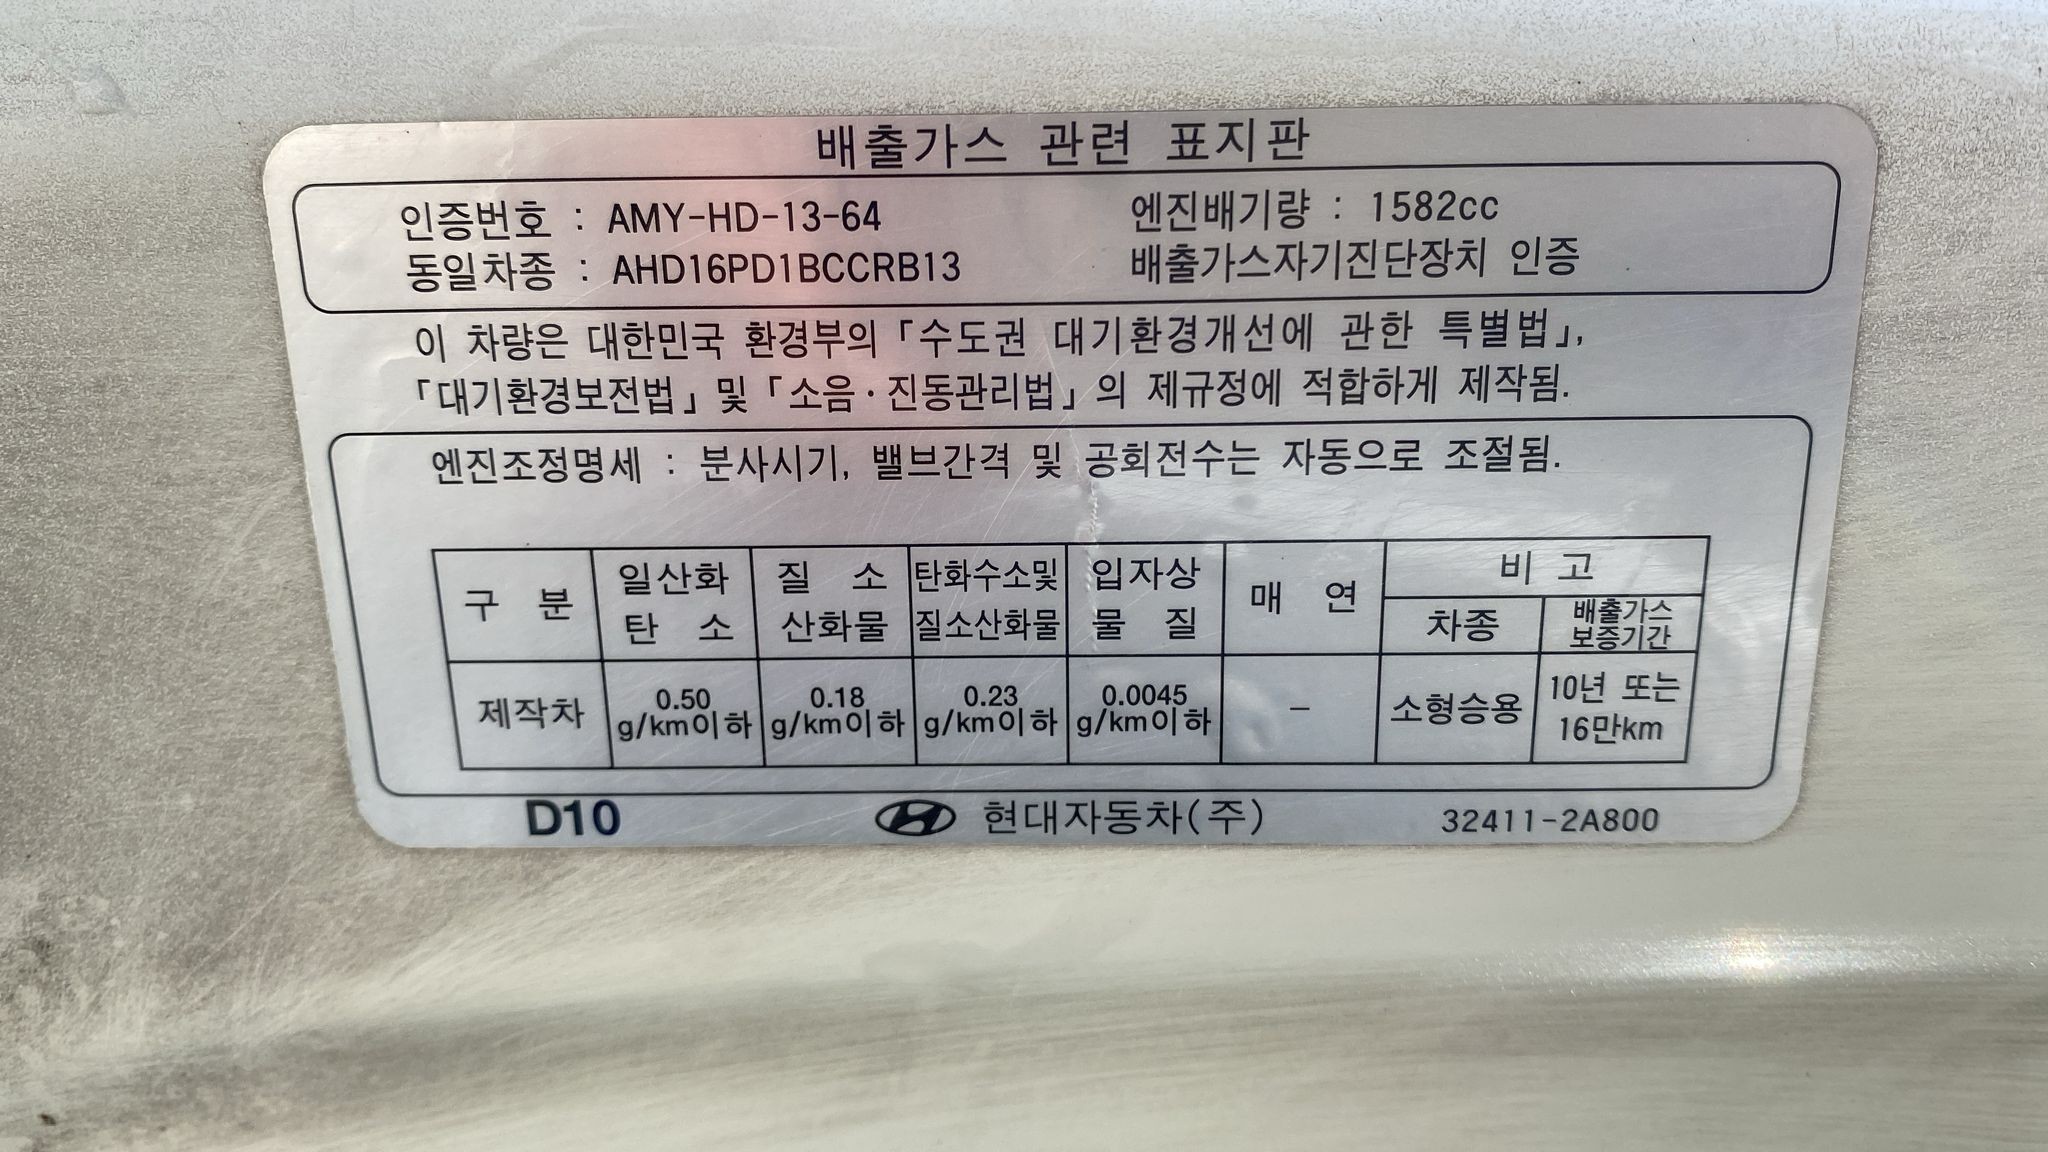 배출가스 관련 표지판
인증번호 : AMY-HD-13-64 엔진배기량 : 1582cc
동일차종 : AHD16PD1BCCRB13 배출가스자기진단장치 인증
이 차량은 대한민국 환경부의 「수도권 대기환경개선에 관한 특별법」,
「대기환경보전법」 및 「소음·진동관리법」의 제규정에 적합하게 제작됨.
엔진조정명세 : 분사시기, 밸브간격 및 공회전수는 자동으로 조절됨.
구 분 일산화 탄 소 질 소 산화물 탄화수소및 질소산화물 입자상 물 질 매 연 비 고
차종 배출가스 보증기간
제작차 0.50 g/km이하 0.18 g/km이하 0.23 g/km이하 0.0045 g/km이하 - 소형승용 10년 또는 16만km
D10 현대자동차(주) 32411-2A800